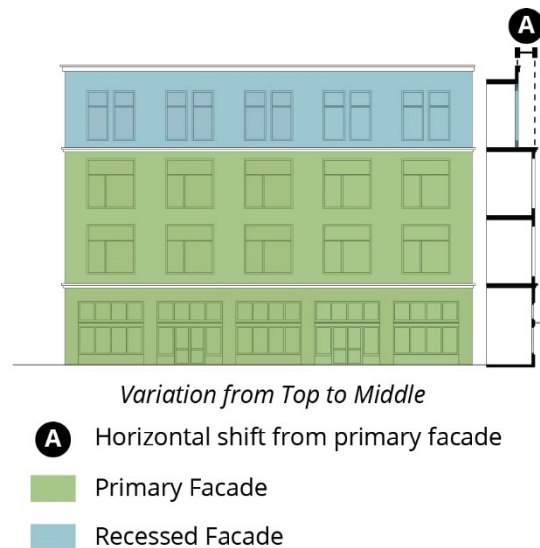 A
Variation from Top to Middle
A Horizontal shift from primary facade
Primary Facade
Recessed Facade